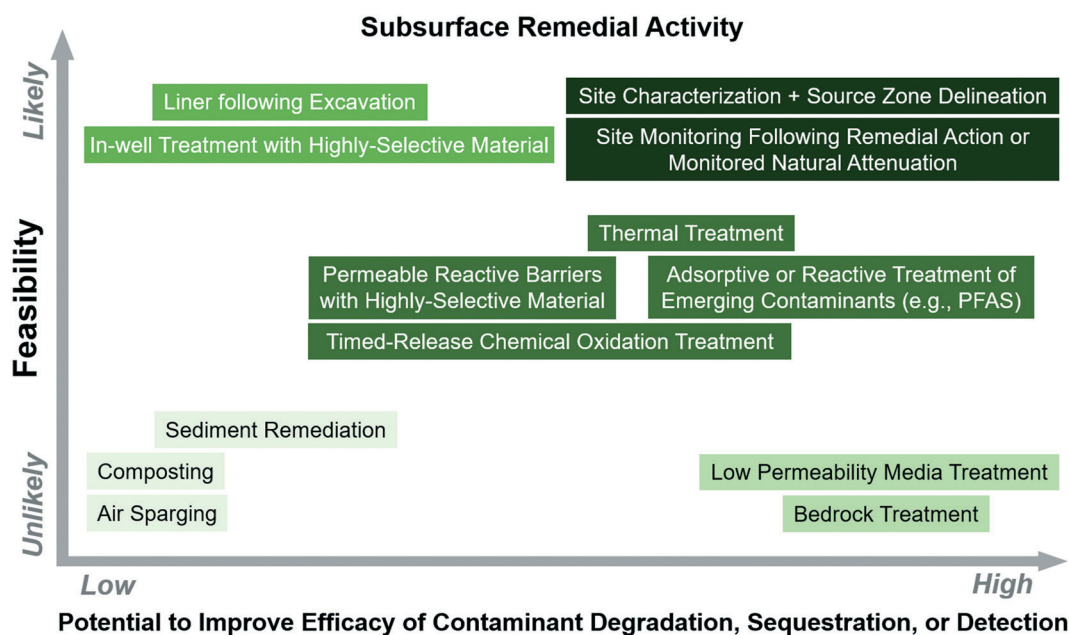 Subsurface Remedial Activity
Likely
Feasibility
Unlikely
Liner following Excavation
In-well Treatment with Highly-Selective Material
Site Characterization + Source Zone Delineation
Site Monitoring Following Remedial Action or
Monitored Natural Attenuation
Thermal Treatment
Permeable Reactive Barriers
with Highly-Selective Material
Adsorptive or Reactive Treatment of
Emerging Contaminants (e.g., PFAS)
Timed-Release Chemical Oxidation Treatment
Sediment Remediation
Composting
Air Sparging
Low Permeability Media Treatment
Bedrock Treatment
Low
High
Potential to Improve Efficacy of Contaminant Degradation, Sequestration, or Detection